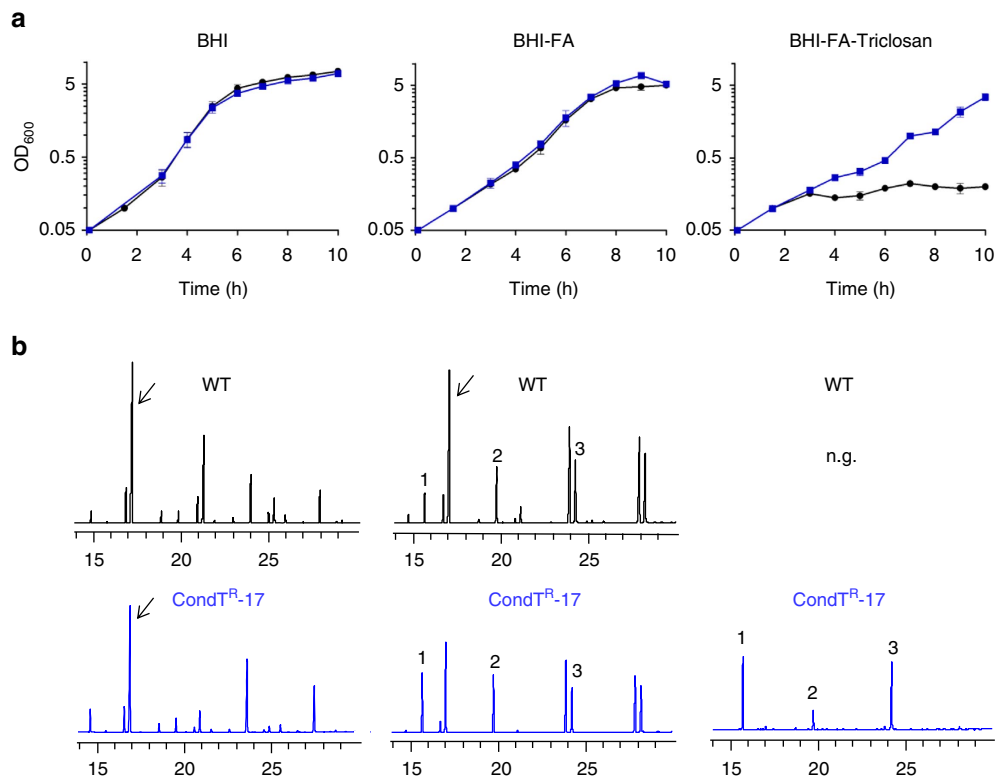 a
BHI BHI-FA BHI-FA-Triclosan
OD600
5 5 5
0.5 0.5 0.5
0.05 0.05 0.05
0 2 4 6 8 10 0 2 4 6 8 10 0 2 4 6 8 10
Time (h) Time (h) Time (h)
b
WT WT WT
1 2 3 n.g.
15 20 25 15 20 25
CondTR-17 CondTR-17 CondTR-17
1 2 3 1 2 3
15 20 25 15 20 25 15 20 25